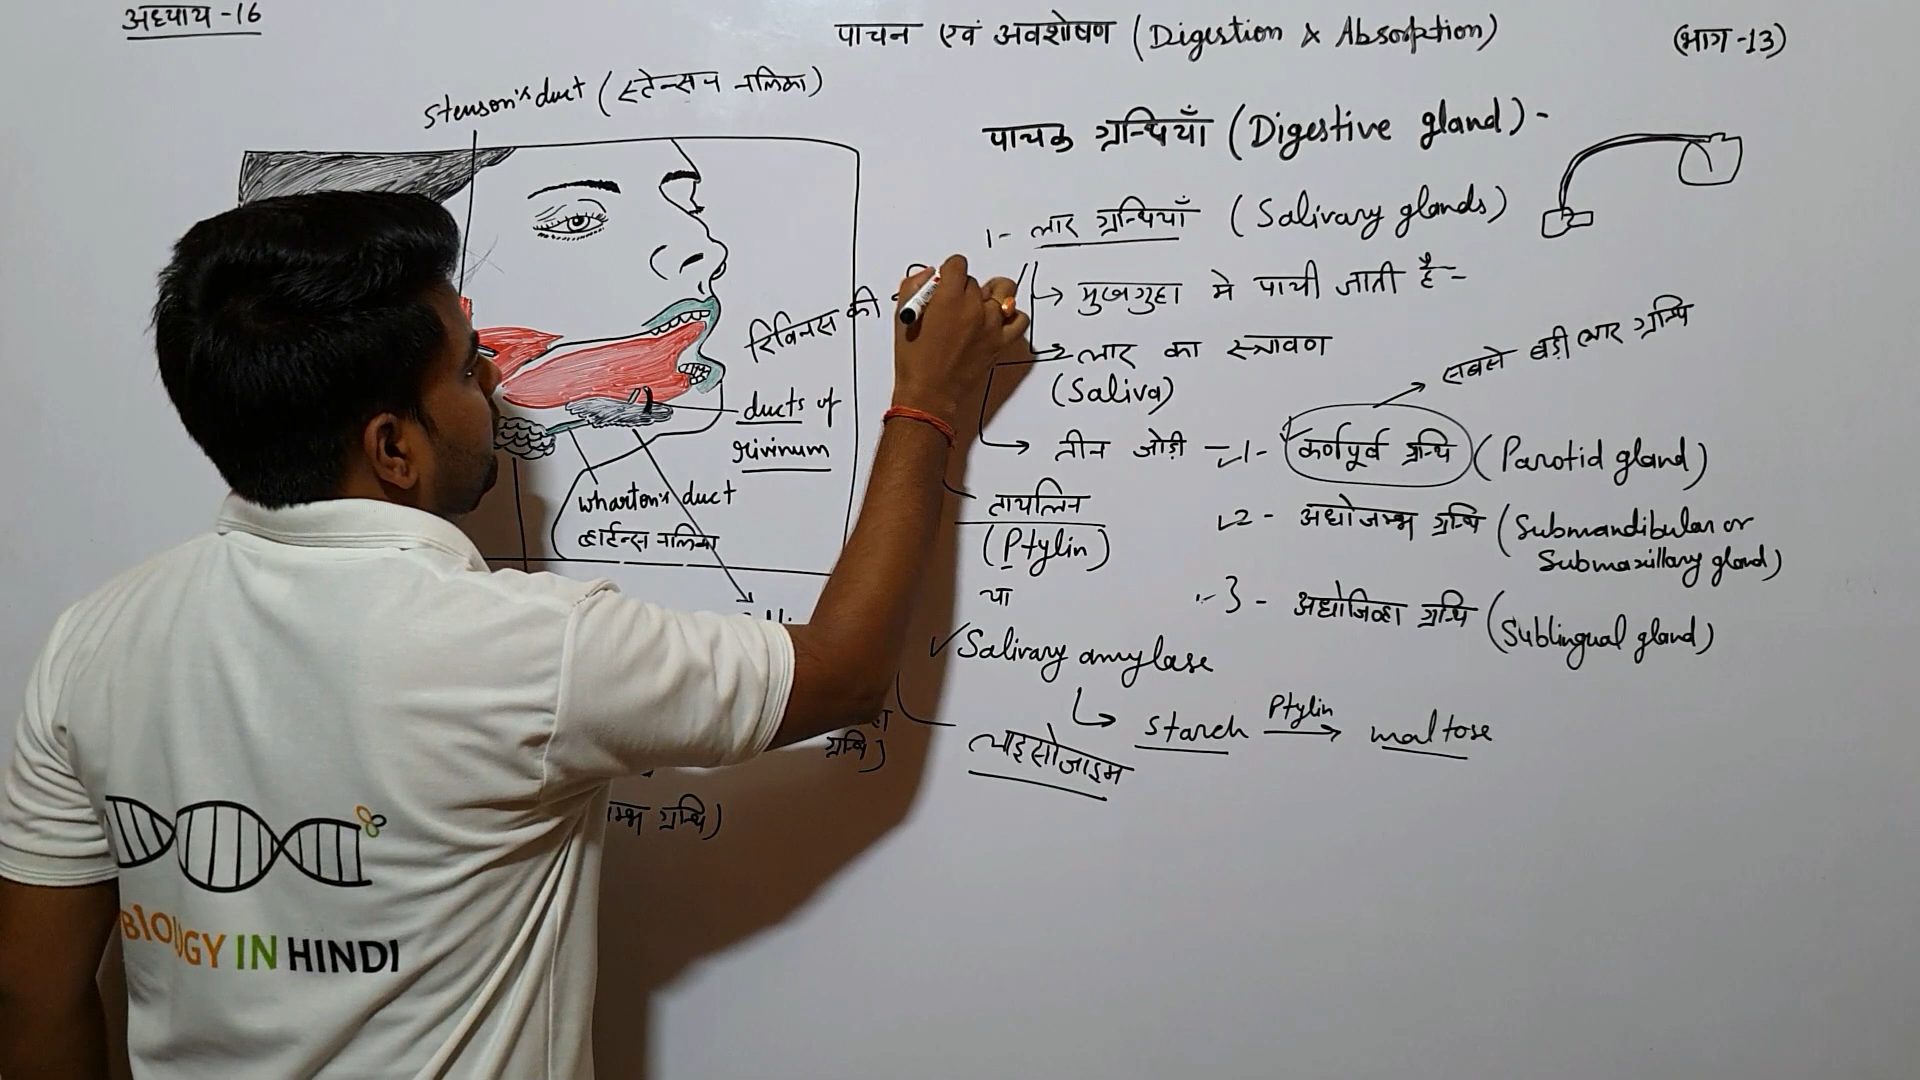 अध्याय -16
पाचन एवं अवशोषण (Digestion & Absorption)
(भाग -13)
Stenson's duct (स्टेन्सन नलिका)
पाचक ग्रन्थियाँ (Digestive gland) -
1- लार ग्रन्थियाँ (Salivary glands)
→ मुखगुहा मे पायी जाती है -
→ लार का स्त्रावण
(Saliva)
→ तीन जोड़ी - 1- कर्णपूर्व ग्रन्थि (Parotid gland)
→ सबसे बड़ी लार ग्रन्थि
2 - अधोजम्भ ग्रन्थि (Submandibular or
Submaxillary gland)
3 - अधोजिव्हा ग्रन्थि (Sublingual gland)
रिविनस की
ducts of
rivinum
Wharton's duct
व्हार्टन्स नलिका
टायलिन
(Ptylin)
या
Salivary amylase
starch Ptylin → maltose
लाइसोजाइम
ग्रन्थि)
म्भ ग्रन्थि)
BIOLOGY IN HINDI